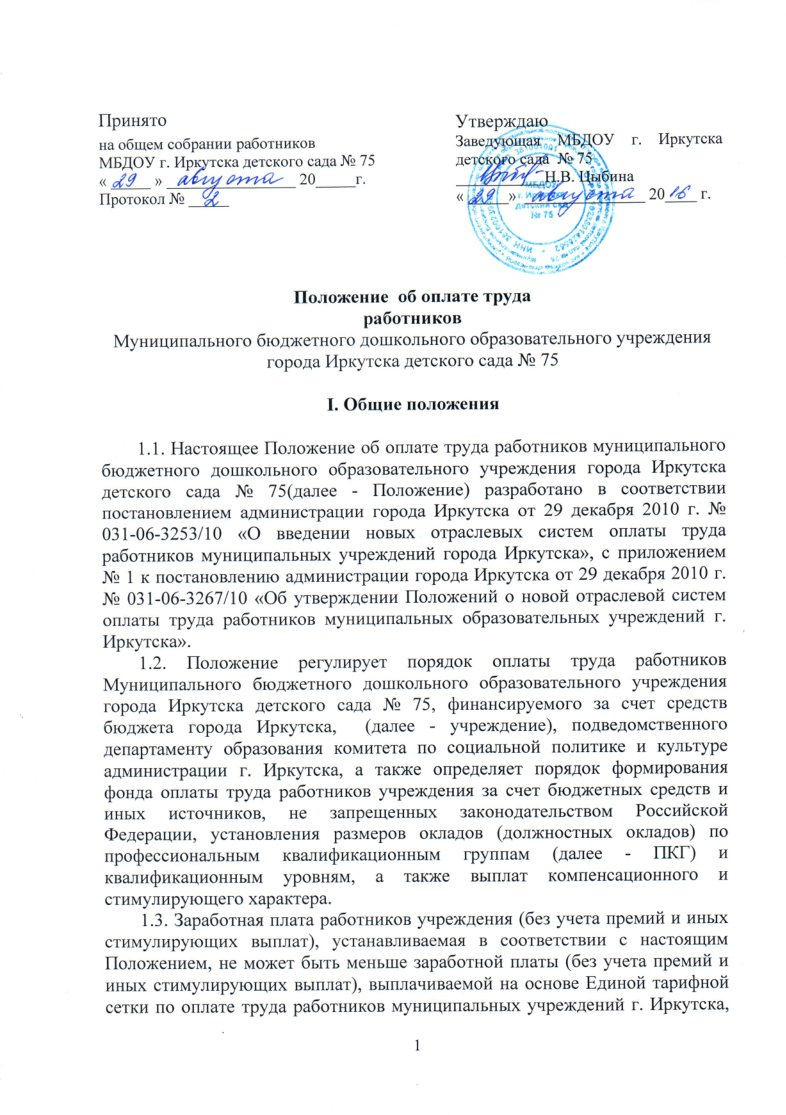 Принято
на общем собрании работников
МБДОУ г. Иркутска детского сада № 75
« 29 » августа 20_____г.
Протокол № 2
Утверждаю
Заведующая МБДОУ г. Иркутска
детского сада № 75
__________ Н.В. Цыбина
« 29 » августа 20 16 г.
МБДОУ
г. Иркутска
детский сад
№ 75
Положение об оплате труда
работников
Муниципального бюджетного дошкольного образовательного учреждения
города Иркутска детского сада № 75
I. Общие положения
1.1. Настоящее Положение об оплате труда работников муниципального
бюджетного дошкольного образовательного учреждения города Иркутска
детского сада № 75(далее - Положение) разработано в соответствии
постановлением администрации города Иркутска от 29 декабря 2010 г. №
031-06-3253/10 «О введении новых отраслевых систем оплаты труда
работников муниципальных учреждений города Иркутска», с приложением
№ 1 к постановлению администрации города Иркутска от 29 декабря 2010 г.
№ 031-06-3267/10 «Об утверждении Положений о новой отраслевой систем
оплаты труда работников муниципальных образовательных учреждений г.
Иркутска».
1.2. Положение регулирует порядок оплаты труда работников
Муниципального бюджетного дошкольного образовательного учреждения
города Иркутска детского сада № 75, финансируемого за счет средств
бюджета города Иркутска, (далее - учреждение), подведомственного
департаменту образования комитета по социальной политике и культуре
администрации г. Иркутска, а также определяет порядок формирования
фонда оплаты труда работников учреждения за счет бюджетных средств и
иных источников, не запрещенных законодательством Российской
Федерации, установления размеров окладов (должностных окладов) по
профессиональным квалификационным группам (далее - ПКГ) и
квалификационным уровням, а также выплат компенсационного и
стимулирующего характера.
1.3. Заработная плата работников учреждения (без учета премий и иных
стимулирующих выплат), устанавливаемая в соответствии с настоящим
Положением, не может быть меньше заработной платы (без учета премий и
иных стимулирующих выплат), выплачиваемой на основе Единой тарифной
сетки по оплате труда работников муниципальных учреждений г. Иркутска,
1